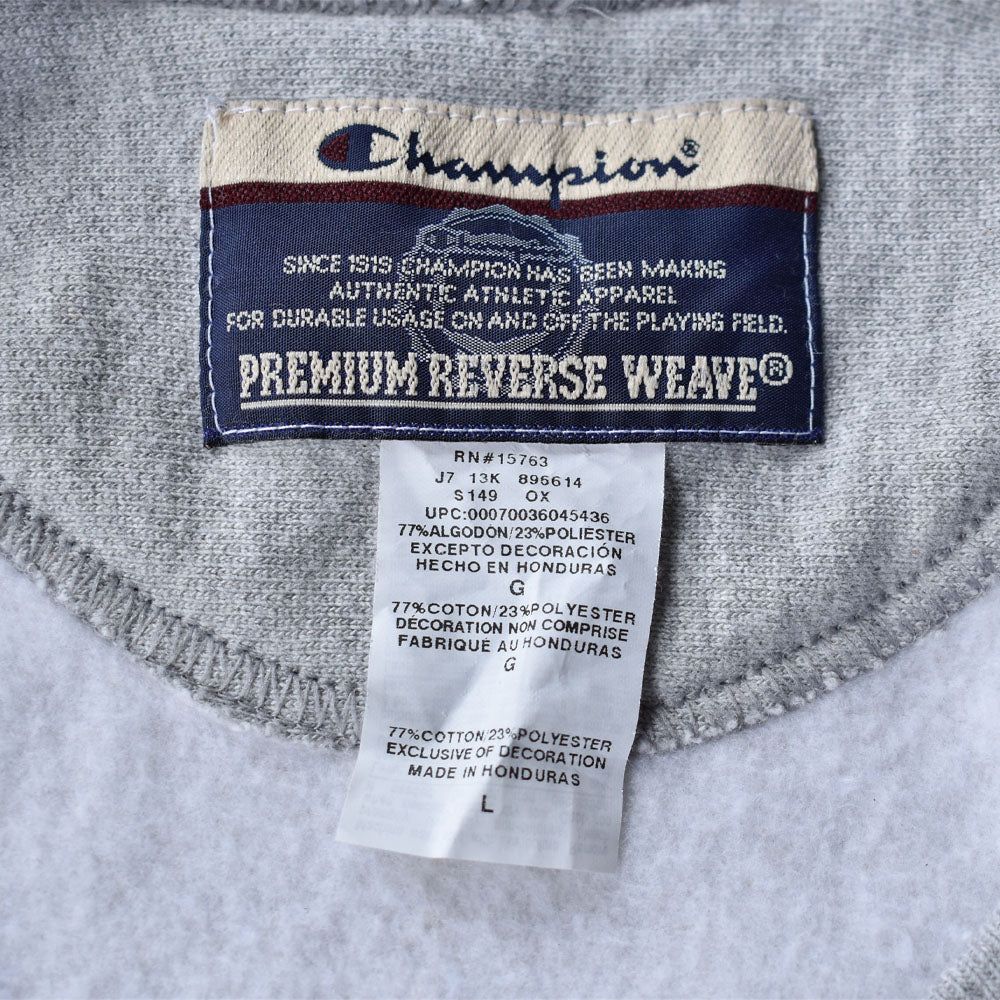 Champion®
SINCE 1919 CHAMPION HAS BEEN MAKING
AUTHENTIC ATHLETIC APPAREL
FOR DURABLE USAGE ON AND OFF THE PLAYING FIELD.
PREMIUM REVERSE WEAVE®
RN#15763
J7 13K 896614
S149 OX
UPC:00070036045436
77%ALGODON/23%POLIESTER
EXCEPTO DECORACIÓN
HECHO EN HONDURAS
G
77%COTON/23%POLYESTER
DÉCORATION NON COMPRISE
FABRIQUÉ AU HONDURAS
G
77%COTTON/23%POLYESTER
EXCLUSIVE OF DECORATION
MADE IN HONDURAS
L